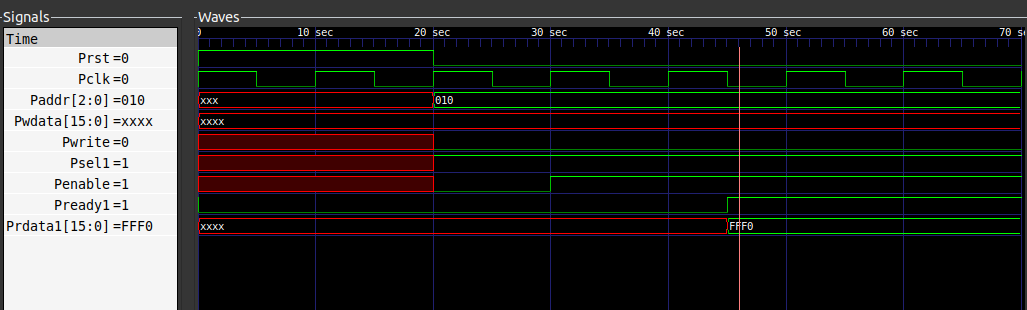 Signals
Waves
Time
0
10 sec
20 sec
30 sec
40 sec
50 sec
60 sec
70 s
Prst=0
Pclk=0
Paddr[2:0]=010
xxx
010
Pwdata[15:0]=xxxx
xxxx
Pwrite=0
Psel1=1
Penable=1
Pready1=1
Prdata1[15:0]=FFF0
xxxx
FFF0